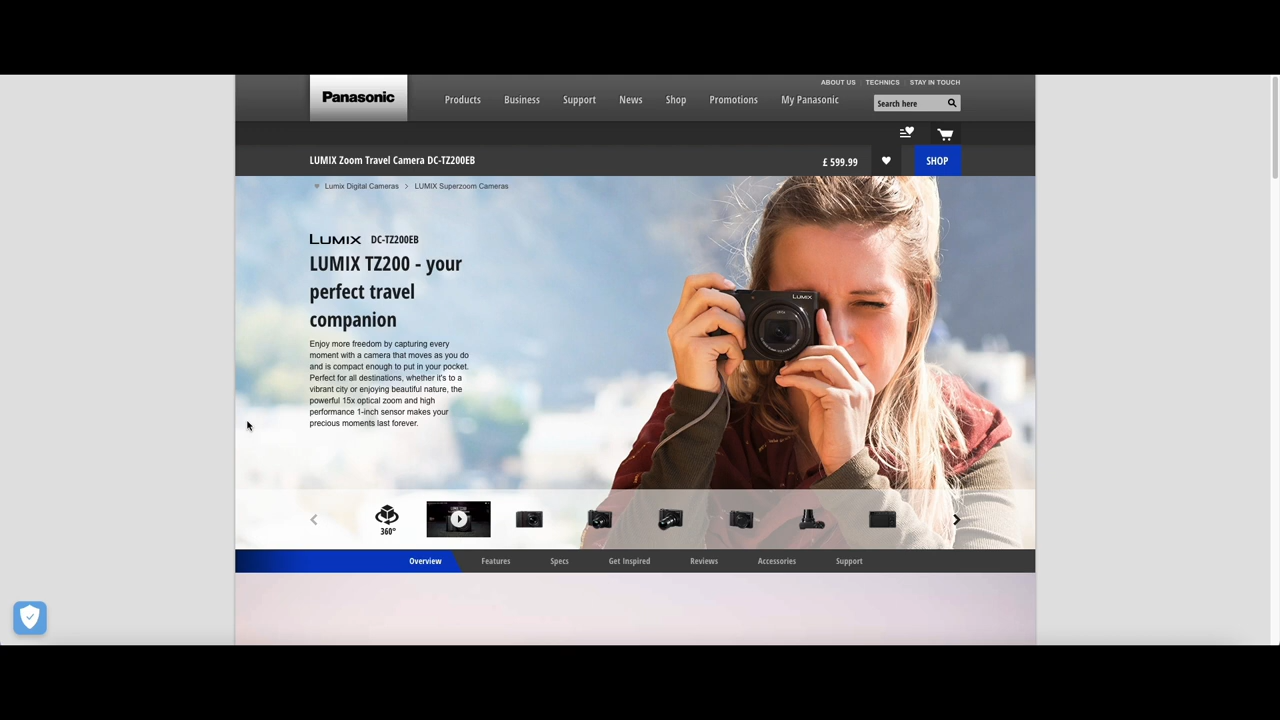 ABOUT US
TECHNICS
STAY IN TOUCH
Panasonic
Products
Business
Support
News
Shop
Promotions
My Panasonic
Search here
LUMIX Zoom Travel Camera DC-TZ200EB
£ 599.99
SHOP
Lumix Digital Cameras > LUMIX Superzoom Cameras
LUMIX DC-TZ200EB
LUMIX TZ200 - your
perfect travel
companion
Enjoy more freedom by capturing every
moment with a camera that moves as you do
and is compact enough to put in your pocket.
Perfect for all destinations, whether it's to a
vibrant city or enjoying beautiful nature, the
powerful 15x optical zoom and high
performance 1-inch sensor makes your
precious moments last forever.
LUMIX
360°
Overview
Features
Specs
Get Inspired
Reviews
Accessories
Support